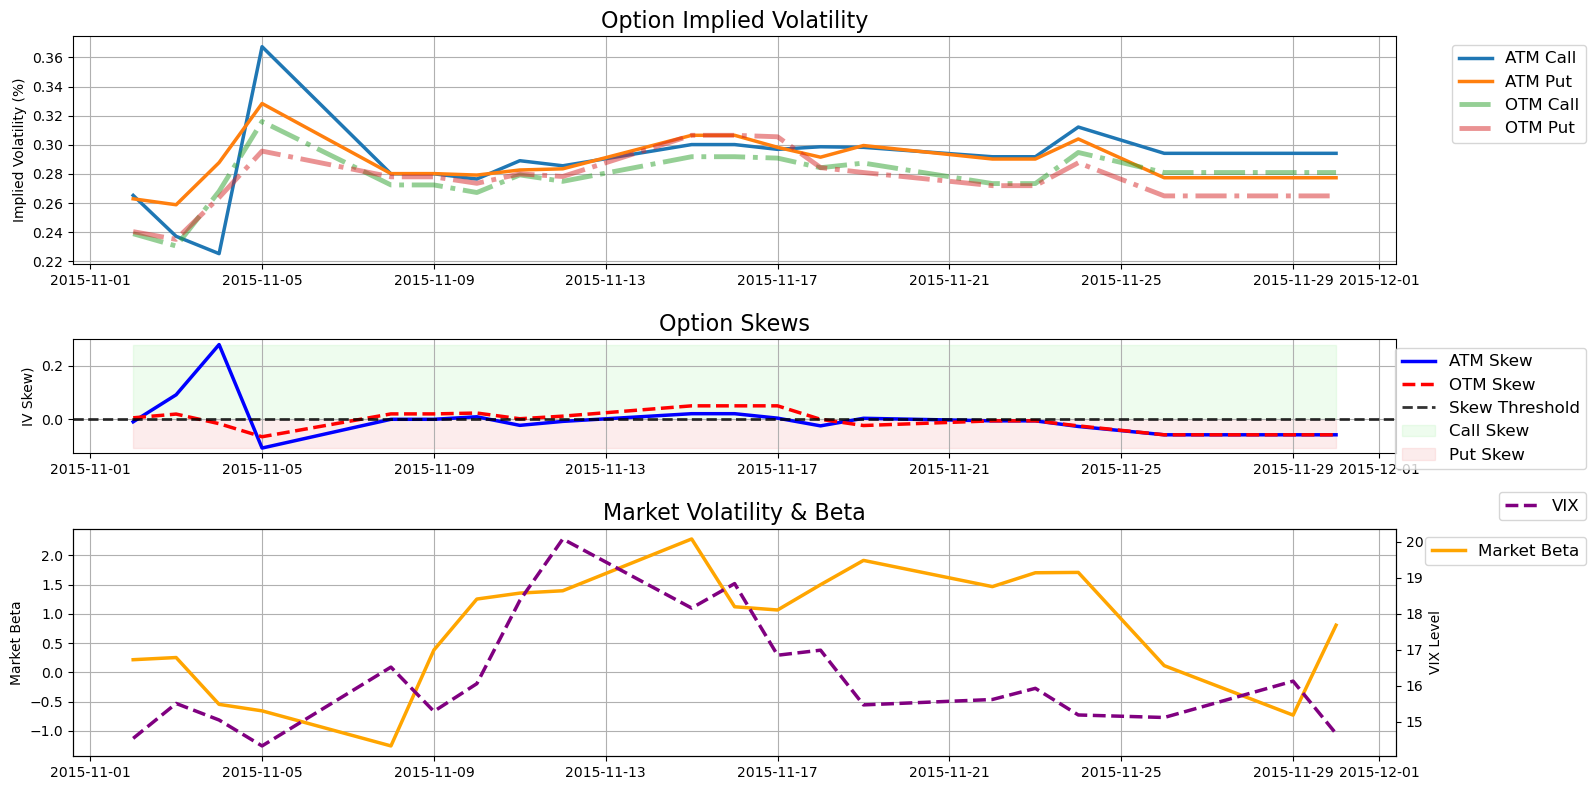 Option Implied Volatility
Implied Volatility (%)
0.36
0.34
0.32
0.30
0.28
0.26
0.24
0.22
2015-11-01 2015-11-05 2015-11-09 2015-11-13 2015-11-17 2015-11-21 2015-11-25 2015-11-29 2015-12-01
ATM Call
ATM Put
OTM Call
OTM Put
Option Skews
IV Skew)
0.2
0.0
2015-11-01 2015-11-05 2015-11-09 2015-11-13 2015-11-17 2015-11-21 2015-11-25 2015-11-29 2015-12-01
ATM Skew
OTM Skew
Skew Threshold
Call Skew
Put Skew
Market Volatility & Beta
Market Beta
2.0
1.5
1.0
0.5
0.0
−0.5
−1.0
2015-11-01 2015-11-05 2015-11-09 2015-11-13 2015-11-17 2015-11-21 2015-11-25 2015-11-29 2015-12-01
20
19
18
17
16
15
VIX Level
VIX
Market Beta